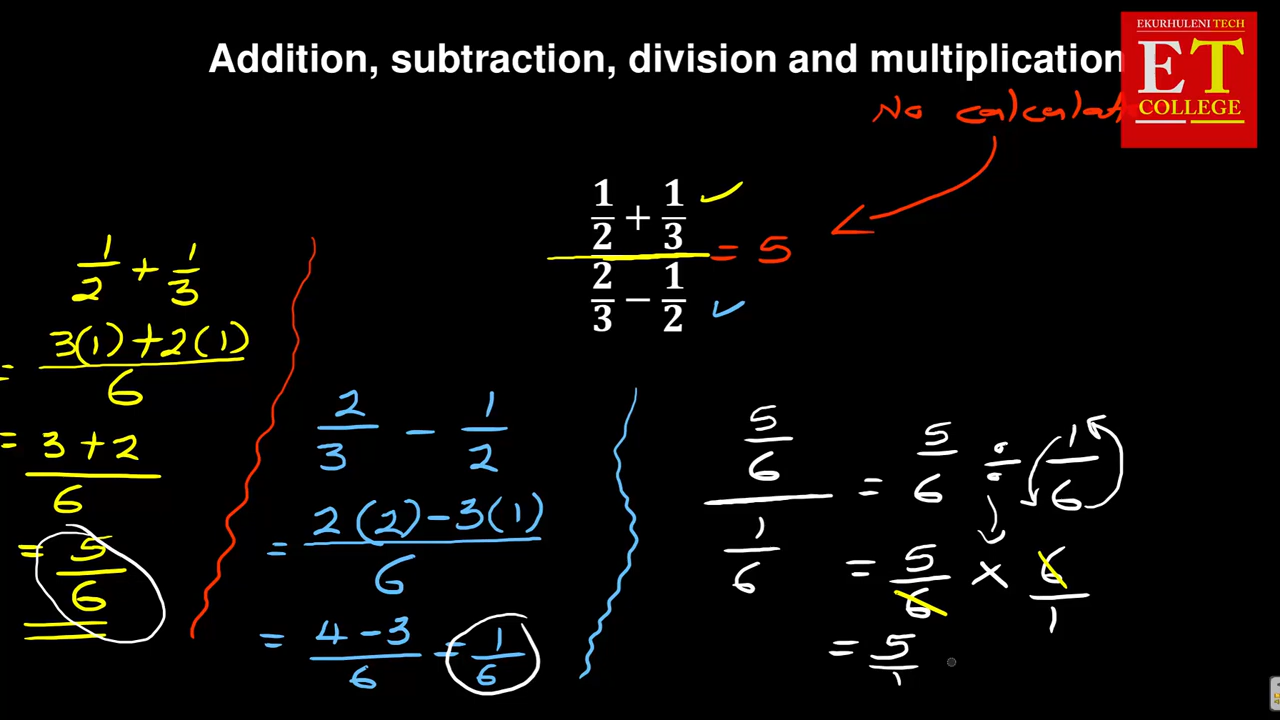 Addition, subtraction, division and multiplication
EKURHULENI TECH
ET
COLLEGE
No calculat
1/2 + 1/3
2/3 − 1/2
= 5
1/2 + 1/3
= 3(1)+2(1)/6
= 3+2/6
= 5/6
2/3 − 1/2
= 2(2)−3(1)/6
= 4−3/6 = 1/6
5/6 / 1/6 = 5/6 ÷ 1/6
= 5/6 × 6/1
= 5/1